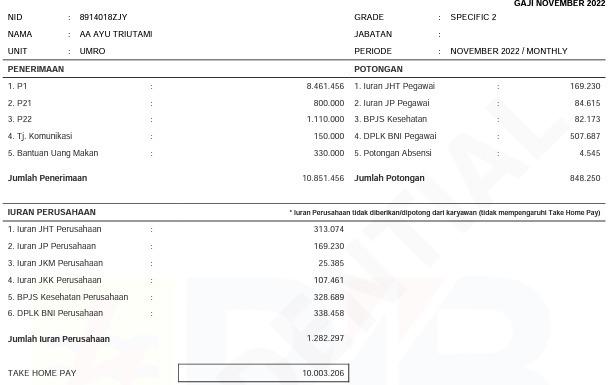 GAJI NOVEMBER 2022
NID : 8914018ZJY GRADE : SPECIFIC 2
NAMA : AA AYU TRIUTAMI JABATAN :
UNIT : UMRO PERIODE : NOVEMBER 2022 / MONTHLY
PENERIMAAN POTONGAN
1. P1 : 8.461.456 1. Iuran JHT Pegawai : 169.230
2. P21 : 800.000 2. Iuran JP Pegawai : 84.615
3. P22 : 1.110.000 3. BPJS Kesehatan : 82.173
4. Tj. Komunikasi : 150.000 4. DPLK BNI Pegawai : 507.687
5. Bantuan Uang Makan : 330.000 5. Potongan Absensi : 4.545
Jumlah Penerimaan 10.851.456 Jumlah Potongan 848.250
IURAN PERUSAHAAN * Iuran Perusahaan tidak diberikan/dipotong dari karyawan (tidak mempengaruhi Take Home Pay)
1. Iuran JHT Perusahaan : 313.074
2. Iuran JP Perusahaan : 169.230
3. Iuran JKM Perusahaan : 25.385
4. Iuran JKK Perusahaan : 107.461
5. BPJS Kesehatan Perusahaan : 328.689
6. DPLK BNI Perusahaan : 338.458
Jumlah Iuran Perusahaan 1.282.297
TAKE HOME PAY 10.003.206